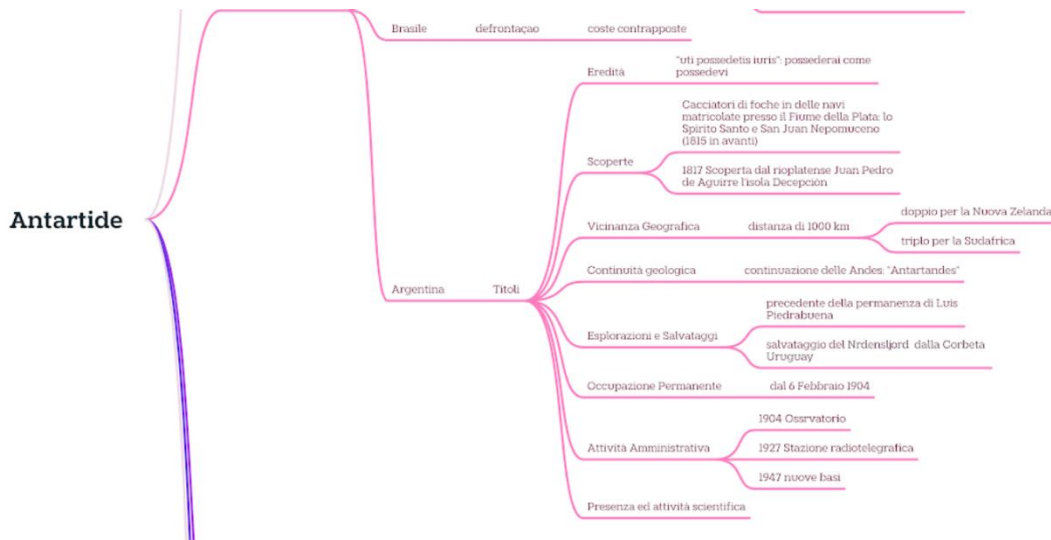 Brasile defrontaçao coste contrapposte
Antartide
Argentina Titoli
Eredità
"uti possedetis iuris": possederai come
possedevi
Scoperte
Cacciatori di foche in delle navi
matricolate presso il Fiume della Plata: lo
Spirito Santo e San Juan Nepomuceno
(1815 in avanti)
1817 Scoperta dal rioplatense Juan Pedro
de Aguirre l'isola Decepción
Vicinanza Geografica distanza di 1000 km
doppio per la Nuova Zelanda
triplo per la Sudafrica
Continuità geologica continuazione delle Andes: "Antartandes"
Esplorazioni e Salvataggi
precedente della permanenza di Luis
Piedrabuena
salvataggio del Nrdensljord dalla Corbeta
Uruguay
Occupazione Permanente dal 6 Febbraio 1904
Attività Amministrativa
1904 Ossrvatorio
1927 Stazione radiotelegrafica
1947 nuove basi
Presenza ed attività scientifica